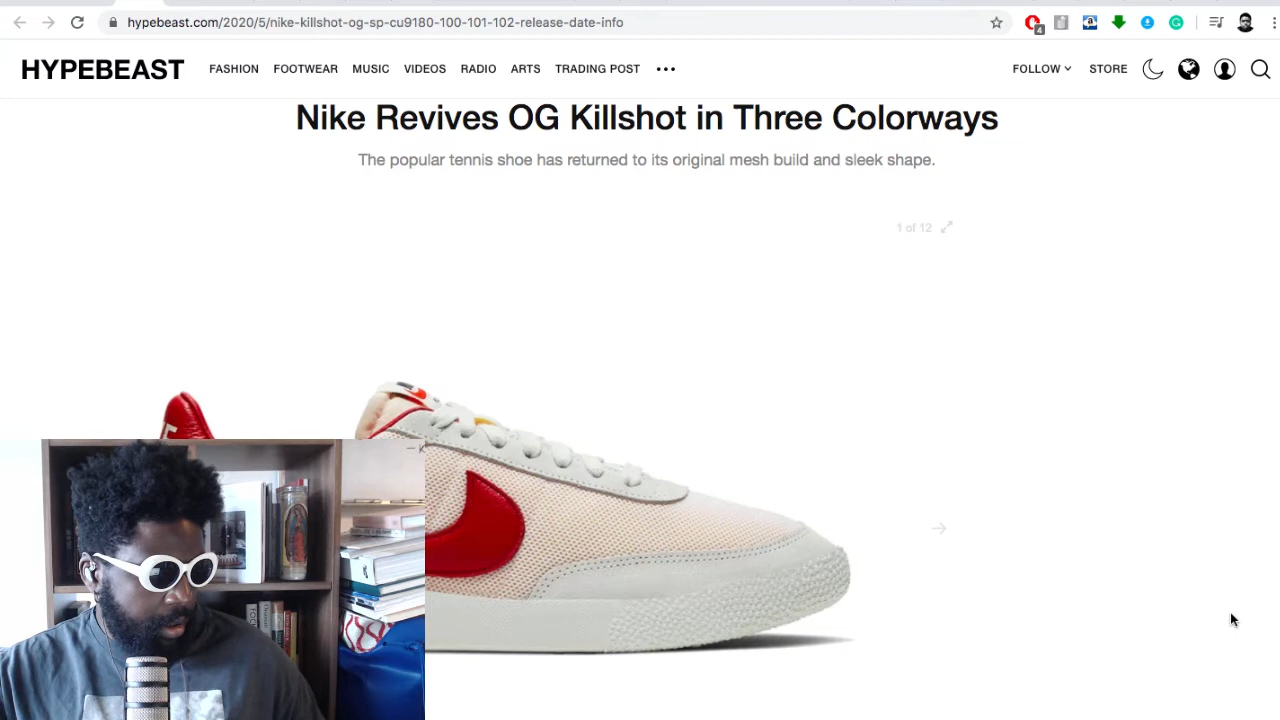 hypebeast.com/2020/5/nike-killshot-og-sp-cu9180-100-101-102-release-date-info
4
HYPEBEAST FASHION FOOTWEAR MUSIC VIDEOS RADIO ARTS TRADING POST ••• FOLLOW STORE
Nike Revives OG Killshot in Three Colorways
The popular tennis shoe has returned to its original mesh build and sleek shape.
1 of 12